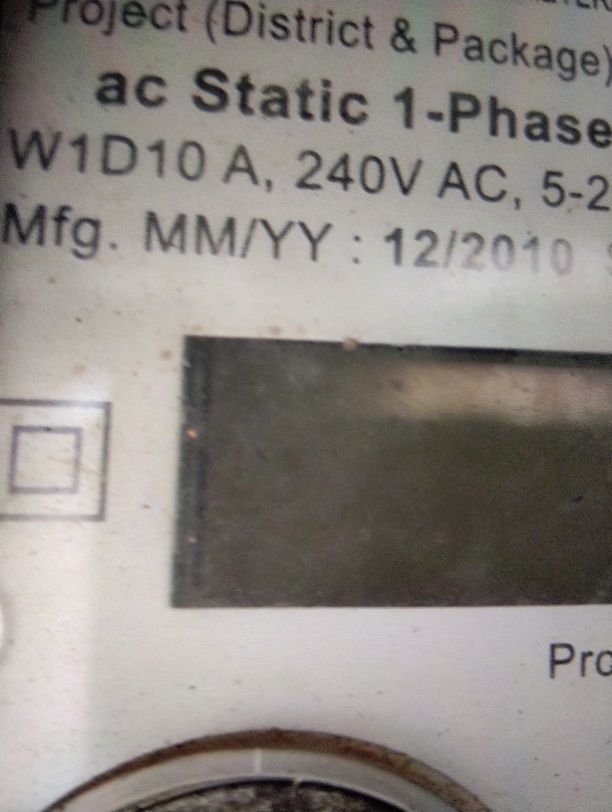 Project (District & Package)
ac Static 1-Phase
W1D10 A, 240V AC, 5-2
Mfg. MM/YY : 12/2010
Pro